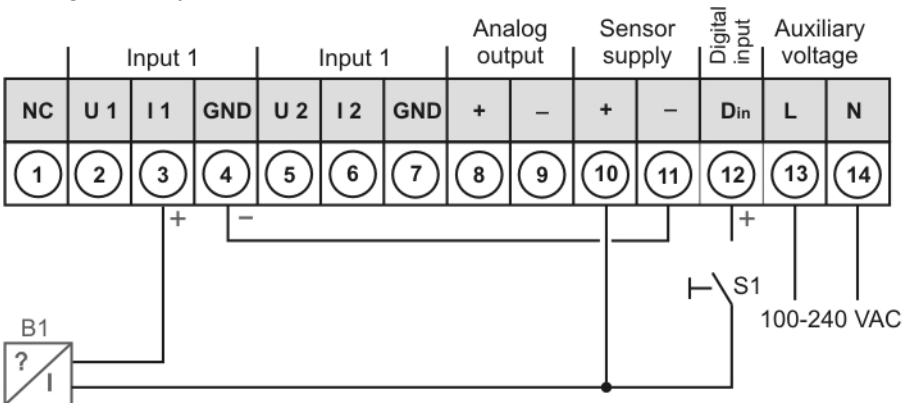 Analog output
Sensor supply
Digital input
Auxiliary voltage
Input 1
Input 1
NC U 1 I 1 GND U 2 I 2 GND + – + – Din L N
1 2 3 4 5 6 7 8 9 10 11 12 13 14
+ – +
S1
100-240 VAC
B1
?
I